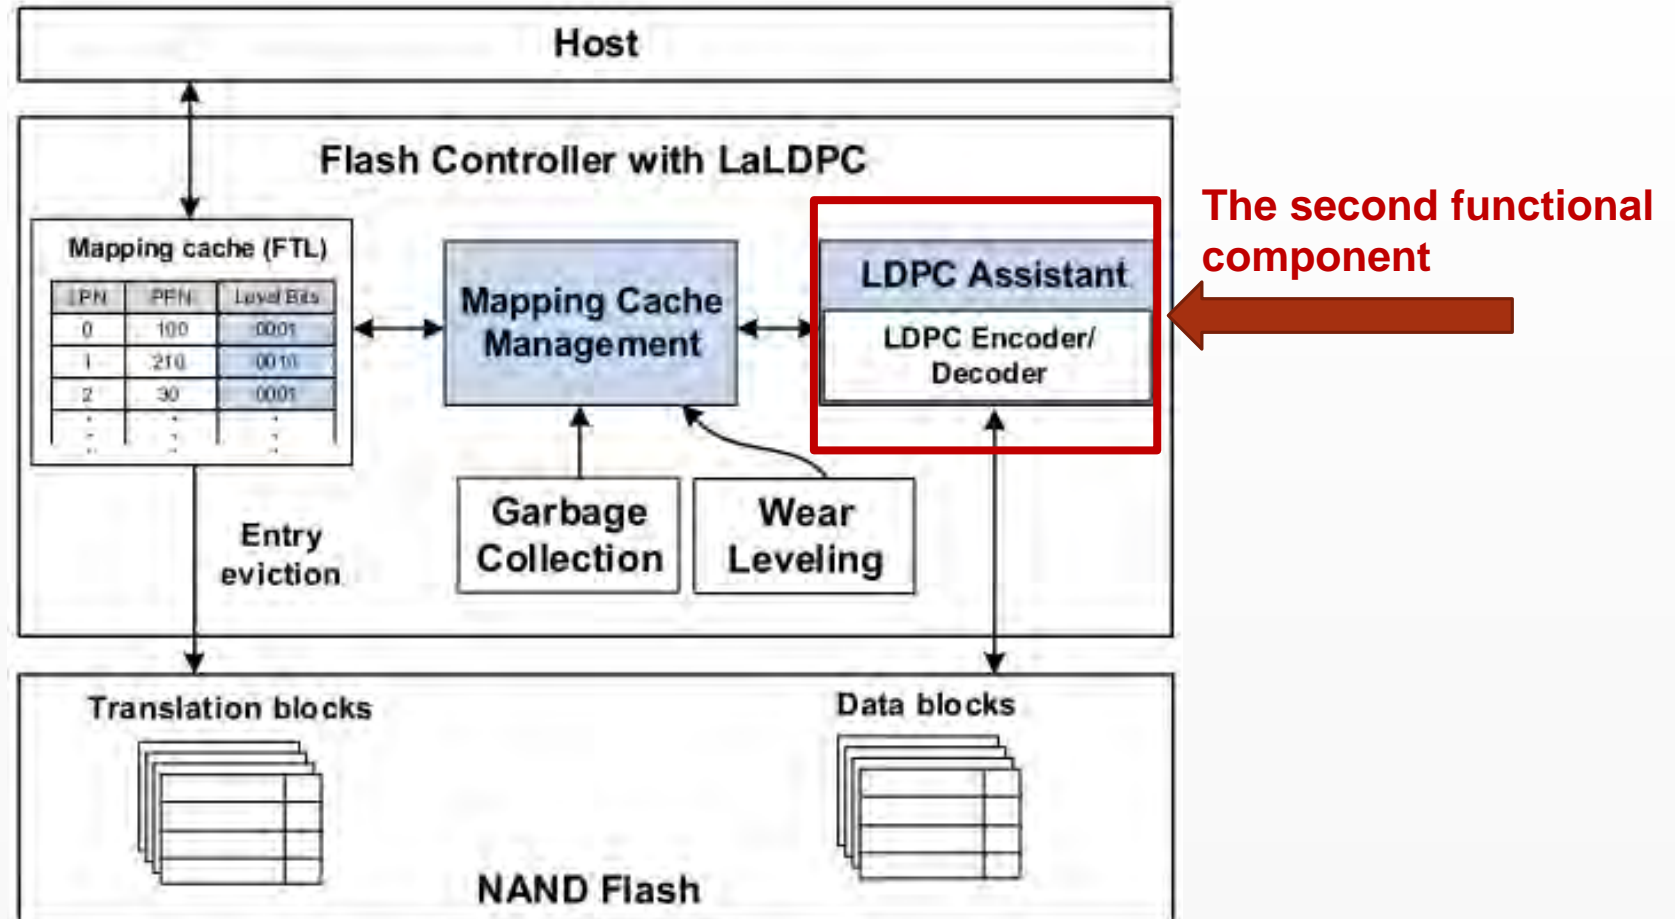 Host
Flash Controller with LaLDPC
The second functional
component
Mapping cache (FTL)
LPN PPN Level Bits
0 100 0001
1 210 0010
2 30 0001
Mapping Cache
Management
LDPC Assistant
LDPC Encoder/
Decoder
Garbage
Collection
Wear
Leveling
Entry
eviction
Translation blocks
Data blocks
NAND Flash